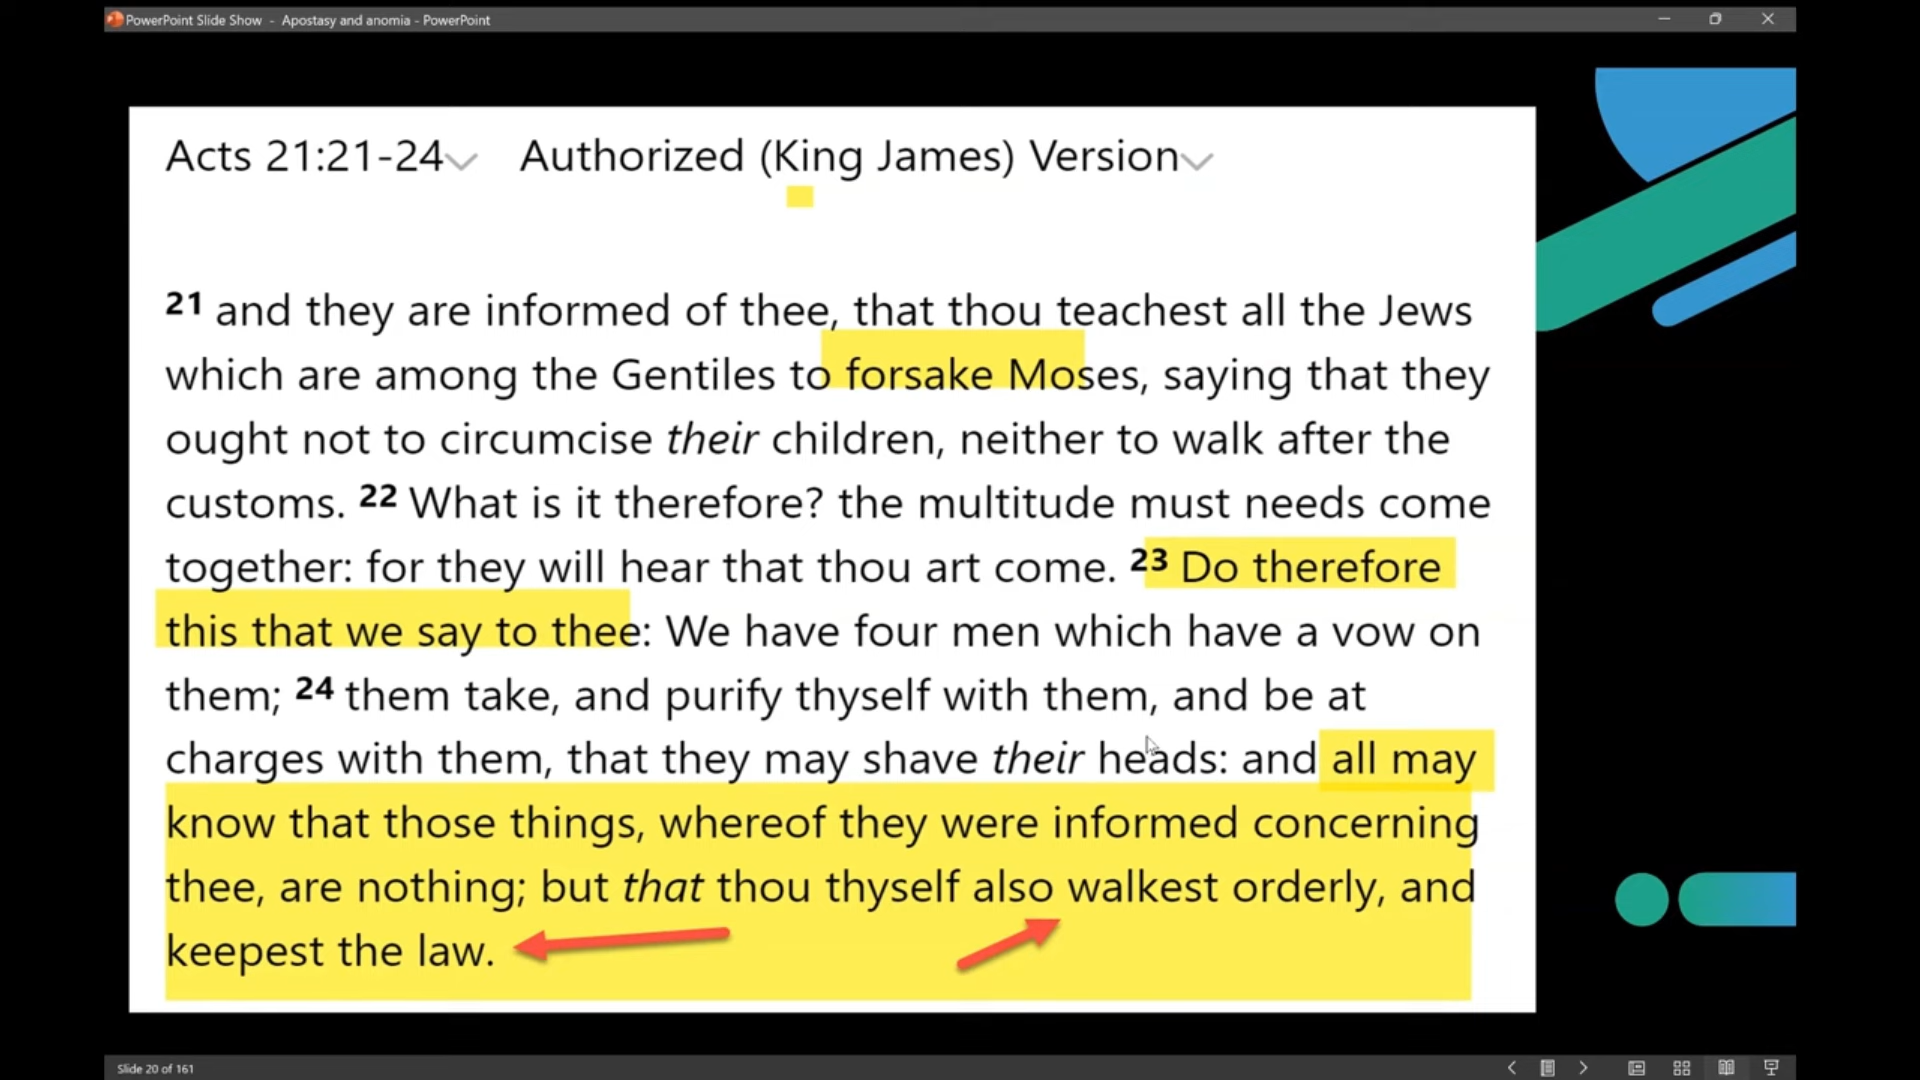 PowerPoint Slide Show - Apostasy and anomia - PowerPoint
Acts 21:21-24 Authorized (King James) Version
21 and they are informed of thee, that thou teachest all the Jews
which are among the Gentiles to forsake Moses, saying that they
ought not to circumcise their children, neither to walk after the
customs. 22 What is it therefore? the multitude must needs come
together: for they will hear that thou art come. 23 Do therefore
this that we say to thee: We have four men which have a vow on
them; 24 them take, and purify thyself with them, and be at
charges with them, that they may shave their heads: and all may
know that those things, whereof they were informed concerning
thee, are nothing; but that thou thyself also walkest orderly, and
keepest the law.
Slide 20 of 161